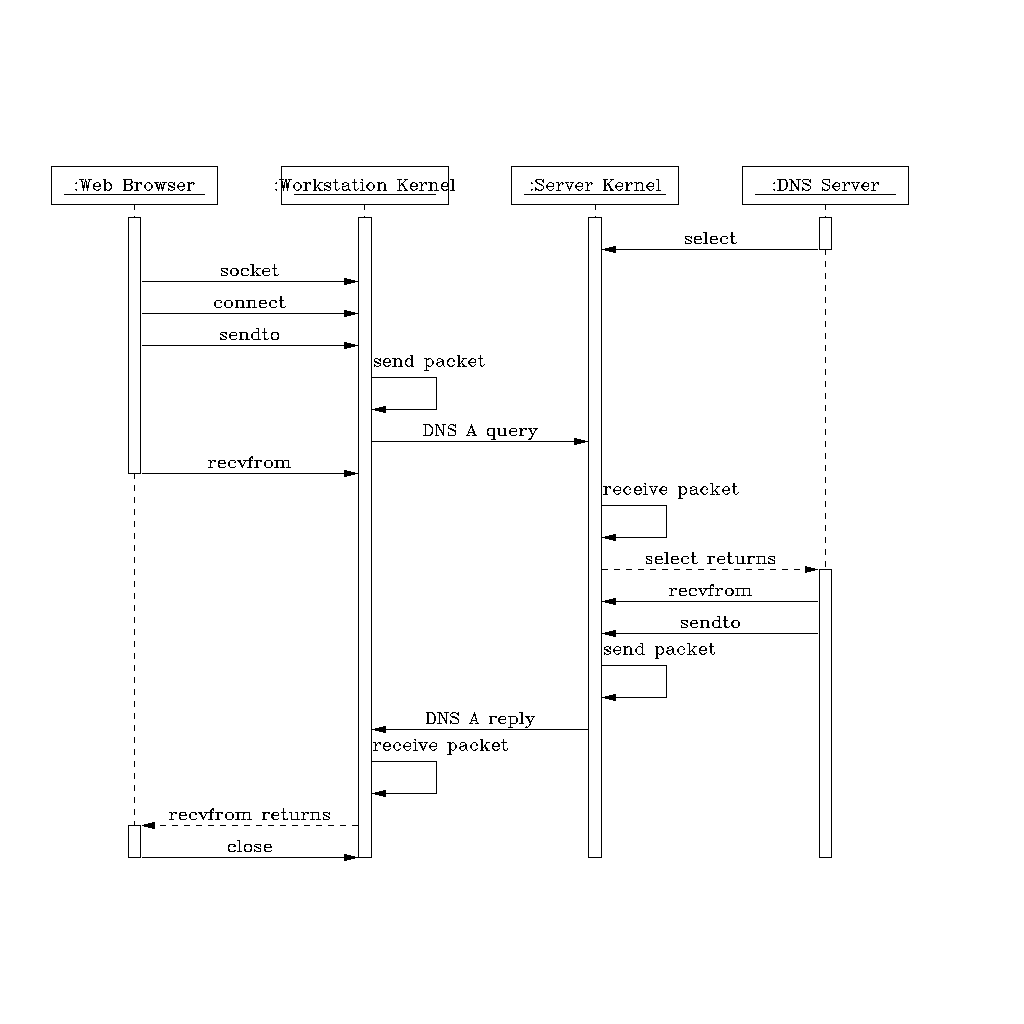 :Web Browser
:Workstation Kernel
:Server Kernel
:DNS Server
select
socket
connect
sendto
send packet
DNS A query
recvfrom
receive packet
select returns
recvfrom
sendto
send packet
DNS A reply
receive packet
recvfrom returns
close